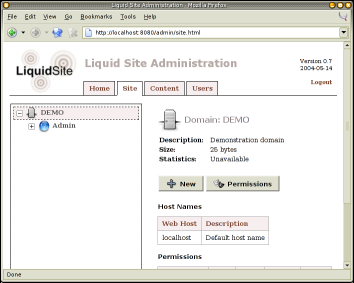 Liquid Site Administration - Mozilla Firefox
File Edit View Go Bookmarks Tools Help
http://localhost:8080/admin/site.html
LiquidSite
Liquid Site Administration
Version 0.7
2004-05-14
Logout
Home Site Content Users
DEMO
Admin
Domain: DEMO
Description: Demonstration domain
Size: 25 bytes
Statistics: Unavailable
New Permissions
Host Names
Web Host Description
localhost Default host name
Permissions
Done